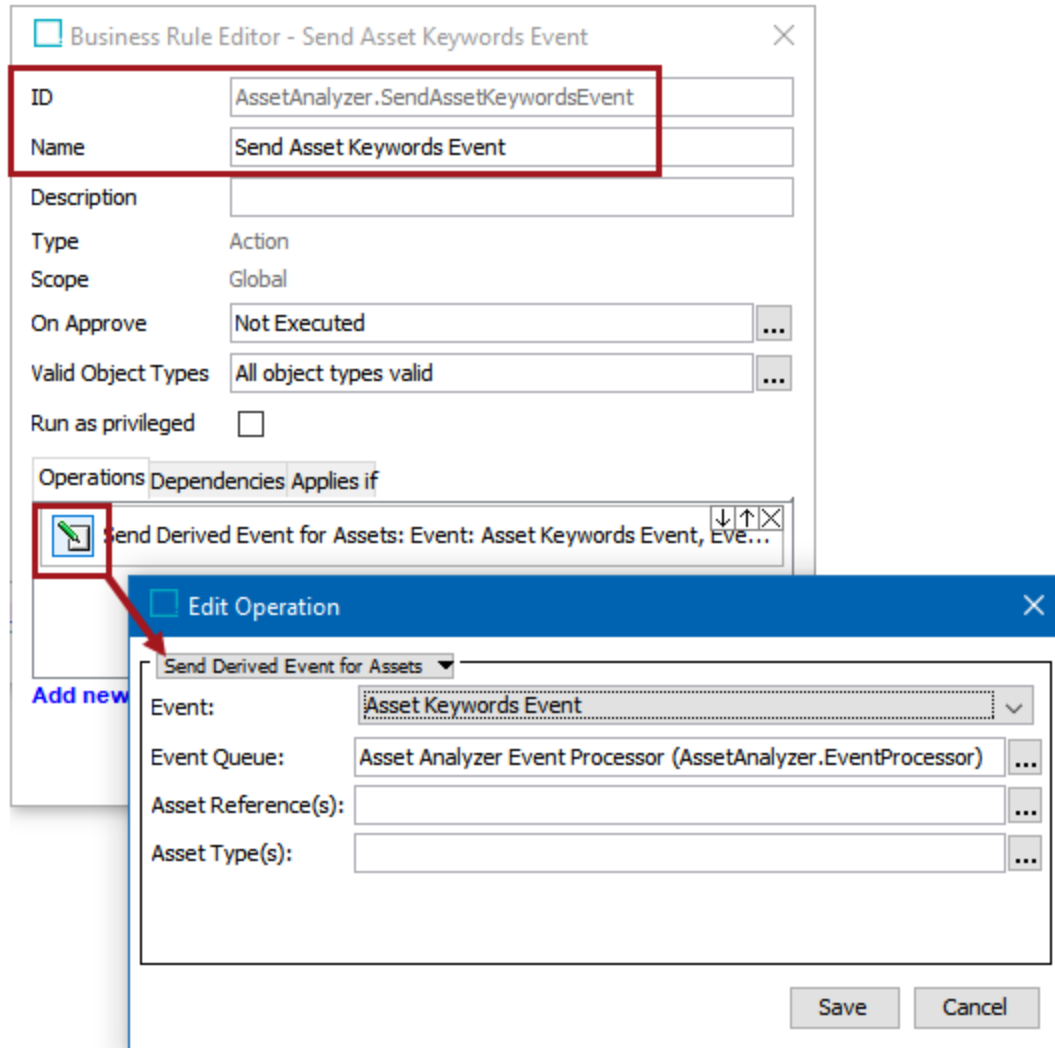 Business Rule Editor - Send Asset Keywords Event
ID AssetAnalyzer.SendAssetKeywordsEvent
Name Send Asset Keywords Event
Description
Type Action
Scope Global
On Approve Not Executed ...
Valid Object Types All object types valid ...
Run as privileged
Operations Dependencies Applies if
Send Derived Event for Assets: Event: Asset Keywords Event, Eve...
Add new
Edit Operation
Send Derived Event for Assets
Event: Asset Keywords Event
Event Queue: Asset Analyzer Event Processor (AssetAnalyzer.EventProcessor) ...
Asset Reference(s): ...
Asset Type(s): ...
Save Cancel